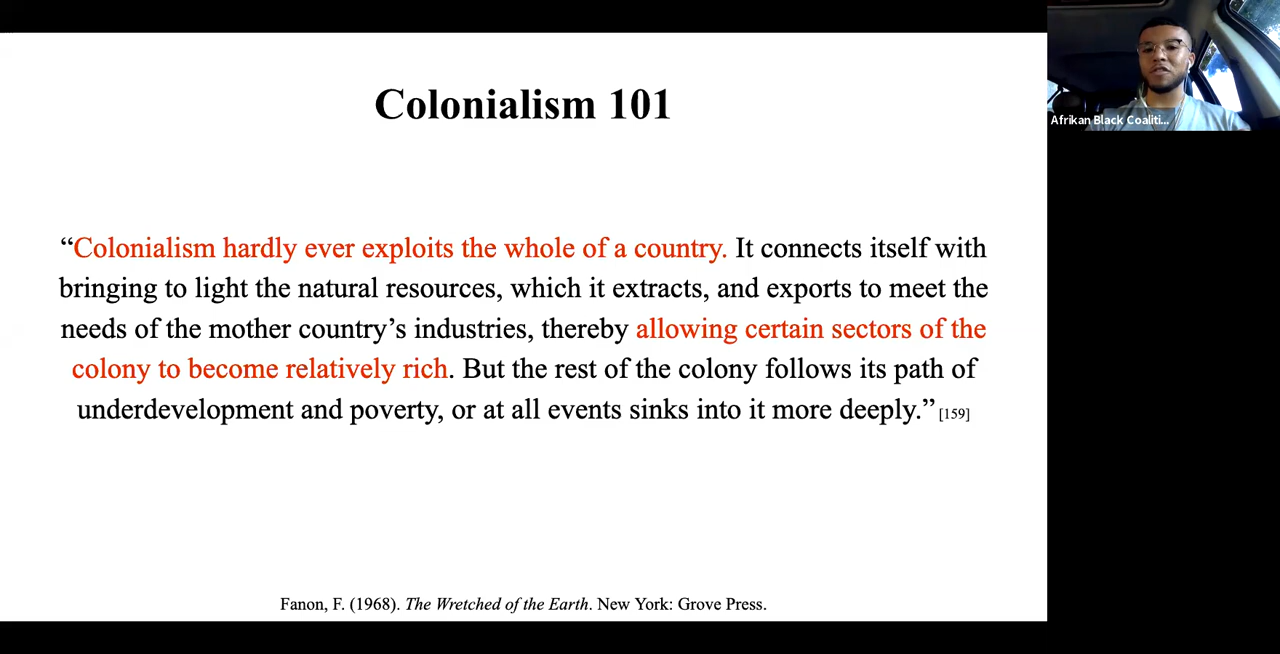 Colonialism 101
“Colonialism hardly ever exploits the whole of a country. It connects itself with
bringing to light the natural resources, which it extracts, and exports to meet the
needs of the mother country’s industries, thereby allowing certain sectors of the
colony to become relatively rich. But the rest of the colony follows its path of
underdevelopment and poverty, or at all events sinks into it more deeply.” [159]
Fanon, F. (1968). The Wretched of the Earth. New York: Grove Press.
Afrikan Black Coaliti...